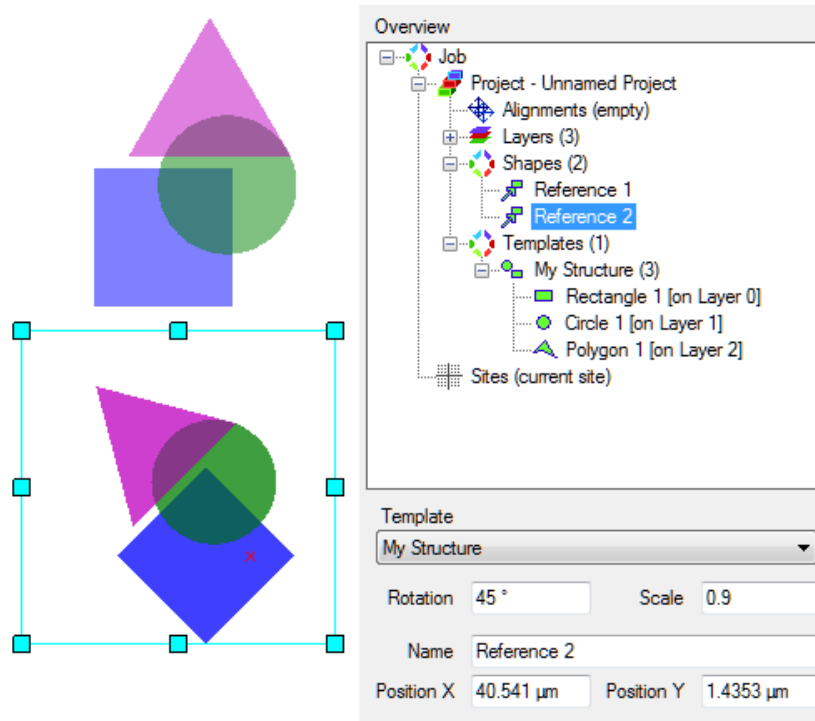 Overview
Job
Project - Unnamed Project
Alignments (empty)
Layers (3)
Shapes (2)
Reference 1
Reference 2
Templates (1)
My Structure (3)
Rectangle 1 [on Layer 0]
Circle 1 [on Layer 1]
Polygon 1 [on Layer 2]
Sites (current site)
Template
My Structure
Rotation 45 ° Scale 0.9
Name Reference 2
Position X 40.541 µm Position Y 1.4353 µm